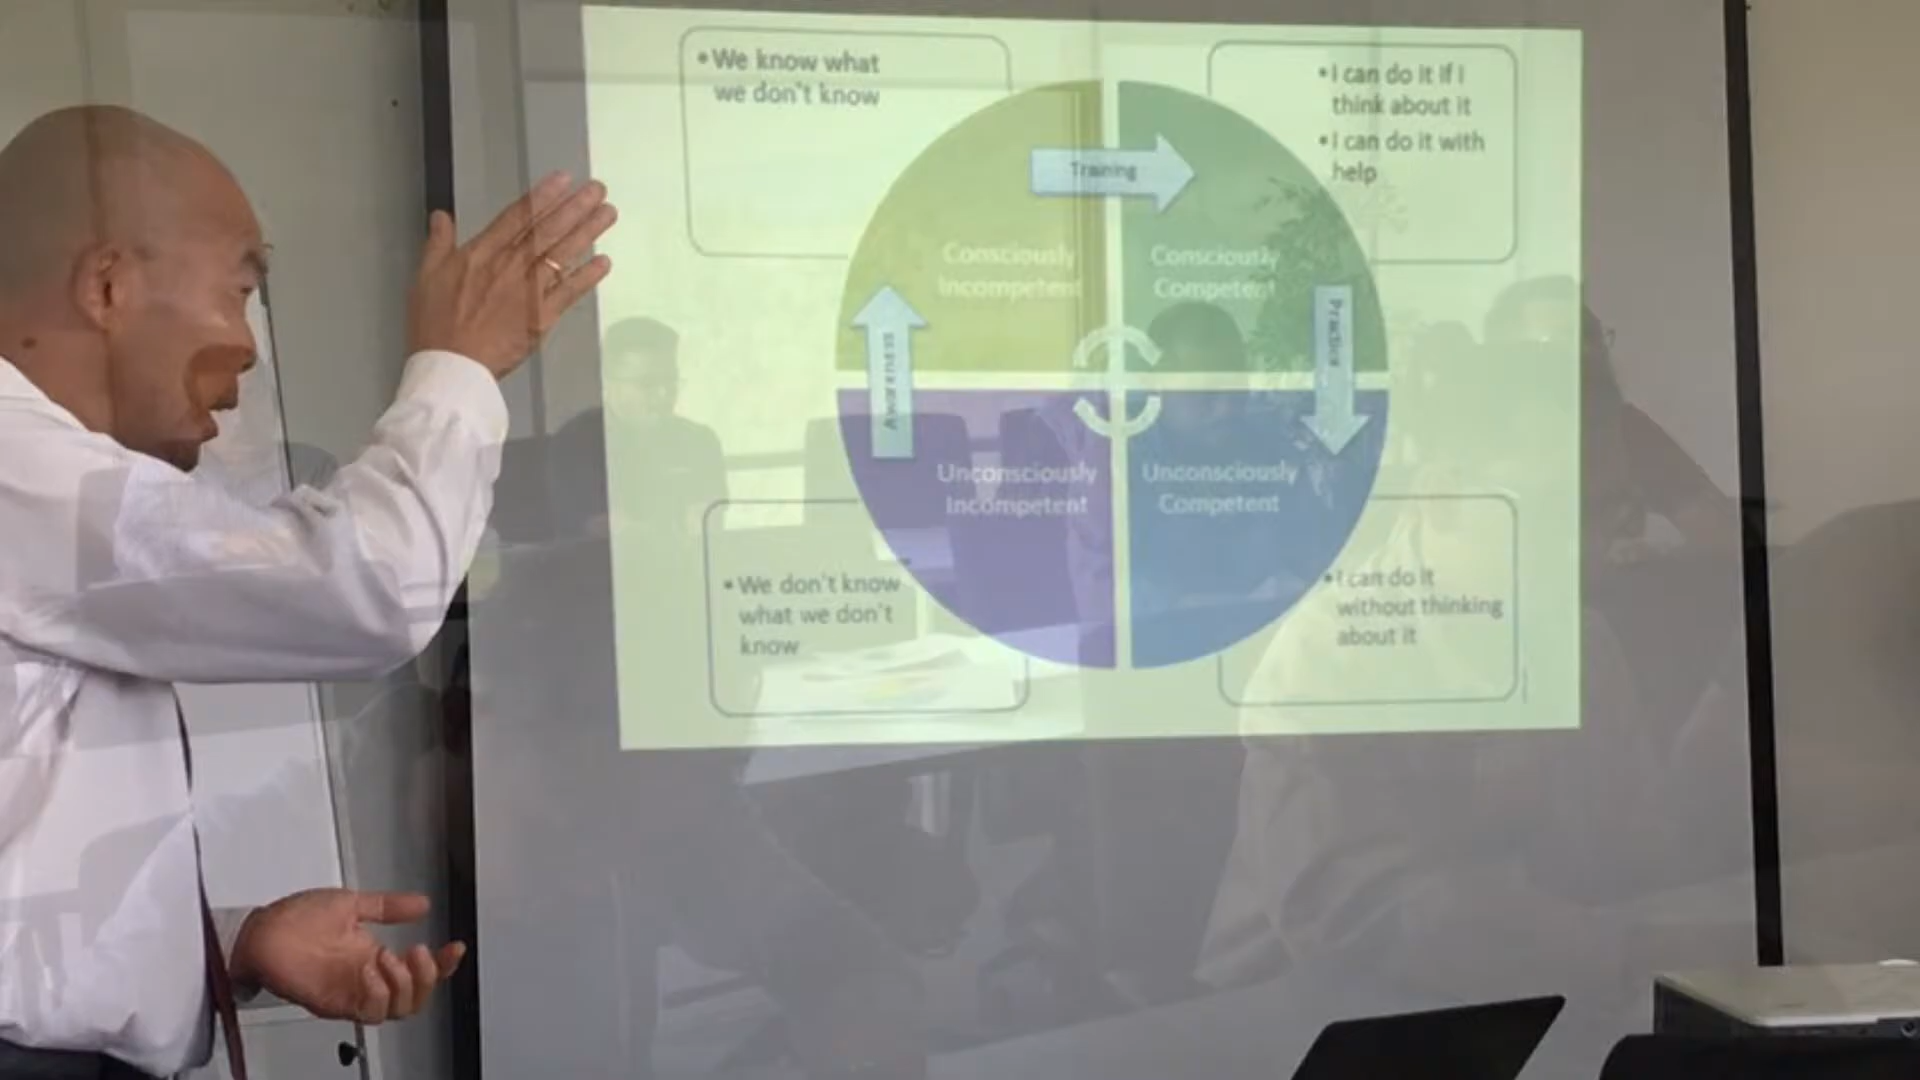 • We know what
we don't know
• I can do it if I
think about it
• I can do it with
help
Training
Consciously
Incompetent
Consciously
Competent
Awareness
Practice
Unconsciously
Incompetent
Unconsciously
Competent
• We don't know
what we don't
know
• I can do it
without thinking
about it